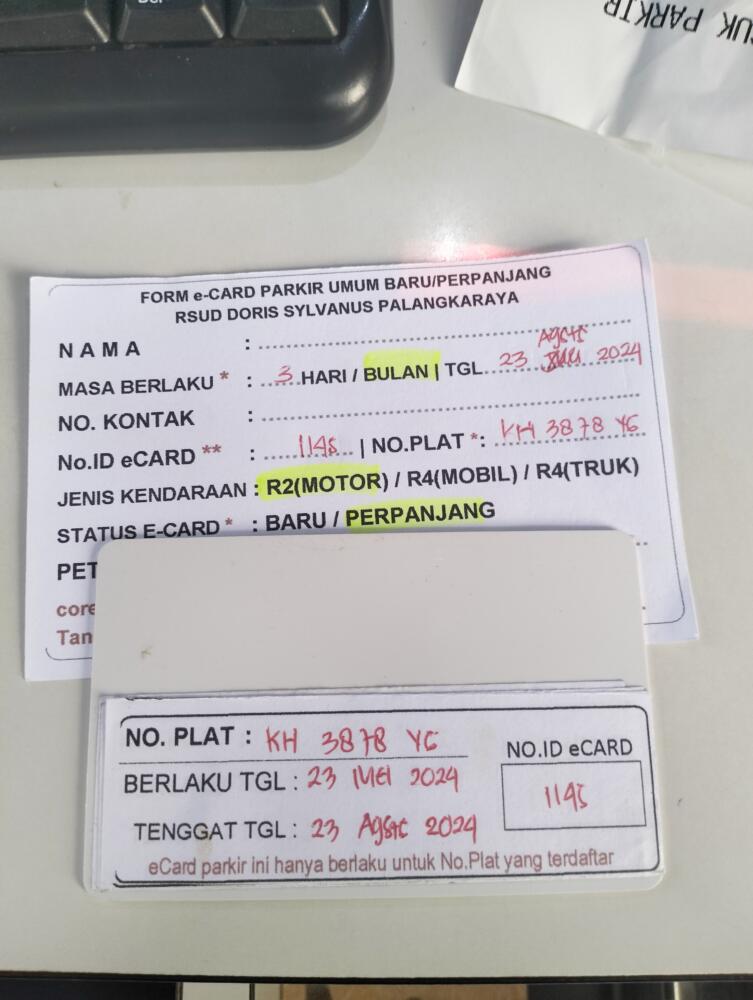 UK PARKIR
FORM e-CARD PARKIR UMUM BARU/PERPANJANG
RSUD DORIS SYLVANUS PALANGKARAYA
NAMA : 
Agsts
MASA BERLAKU * : 3 HARI / BULAN | TGL 23 2024
NO. KONTAK :
No.ID eCARD ** : 1145 | NO.PLAT *: KH 3878 YG
JENIS KENDARAAN : R2(MOTOR) / R4(MOBIL) / R4(TRUK)
STATUS E-CARD * : BARU / PERPANJANG
PET
core
Tan
NO. PLAT : KH 3878 YG
NO.ID eCARD
BERLAKU TGL : 23 Mei 2024
1145
TENGGAT TGL : 23 Agst 2024
eCard parkir ini hanya berlaku untuk No.Plat yang terdaftar